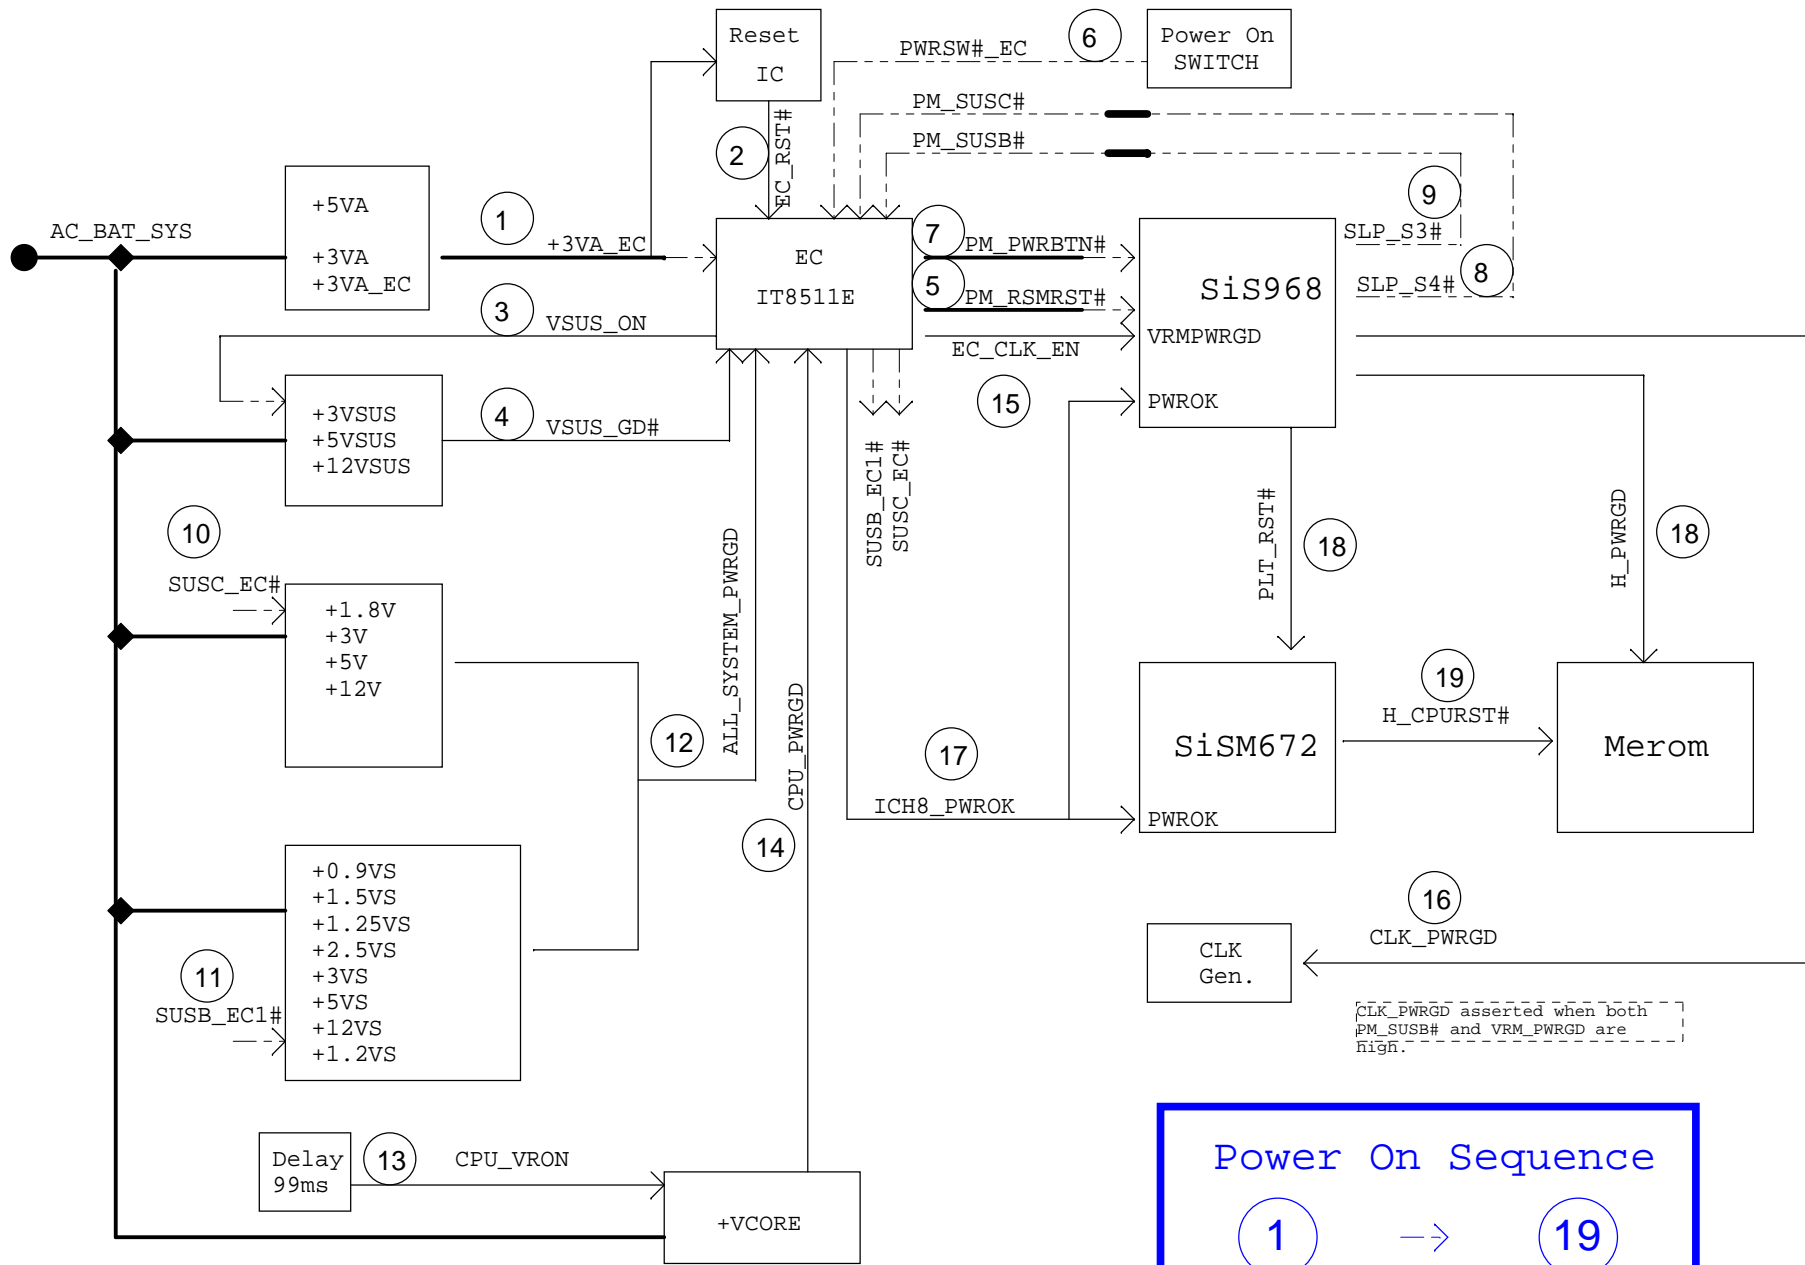 Reset
IC
2
EC_RST#
PWRSW#_EC
6
Power On
SWITCH
PM_SUSC#
PM_SUSB#
9
SLP_S3#
8
SLP_S4#
AC_BAT_SYS
+5VA
+3VA
+3VA_EC
1
+3VA_EC
EC
IT8511E
7
PM_PWRBTN#
5
PM_RSMRST#
SiS968
VRMPWRGD
PWROK
3
VSUS_ON
EC_CLK_EN
15
+3VSUS
+5VSUS
+12VSUS
4
VSUS_GD#
SUSB_EC1#
SUSC_EC#
10
SUSC_EC#
+1.8V
+3V
+5V
+12V
12
ALL_SYSTEM_PWRGD
CPU_PWRGD
14
PLT_RST#
18
H_PWRGD
18
17
ICH8_PWROK
SiSM672
PWROK
19
H_CPURST#
Merom
+0.9VS
+1.5VS
+1.25VS
+2.5VS
+3VS
+5VS
+12VS
+1.2VS
11
SUSB_EC1#
CLK
Gen.
16
CLK_PWRGD
CLK_PWRGD asserted when both
PM_SUSB# and VRM_PWRGD are
high.
Delay
99ms
13
CPU_VRON
+VCORE
Power On Sequence
1
19